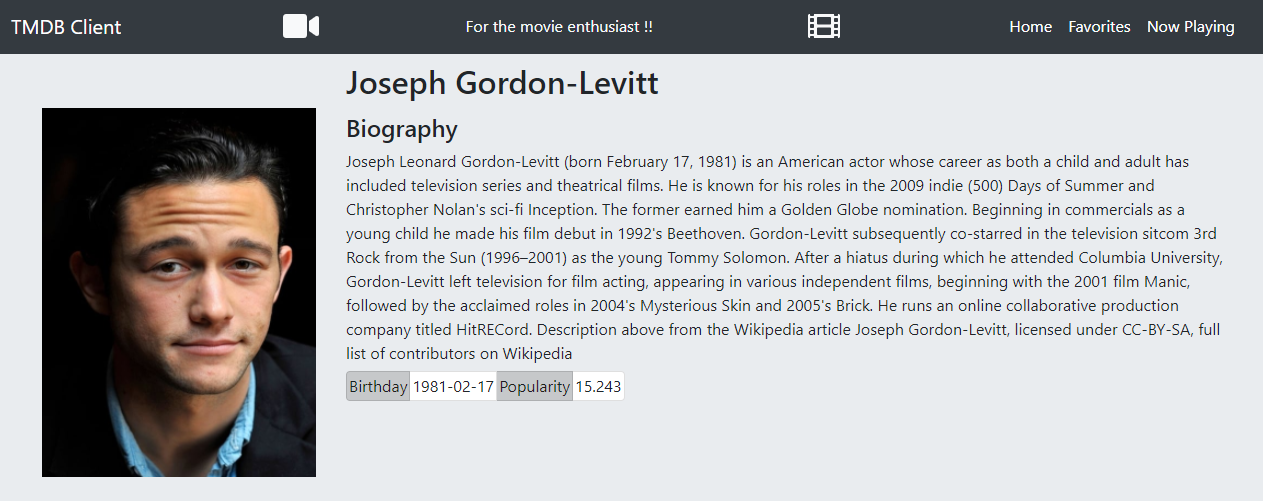 TMDB Client
For the movie enthusiast !!
Home Favorites Now Playing
Joseph Gordon-Levitt
Biography
Joseph Leonard Gordon-Levitt (born February 17, 1981) is an American actor whose career as both a child and adult has
included television series and theatrical films. He is known for his roles in the 2009 indie (500) Days of Summer and
Christopher Nolan's sci-fi Inception. The former earned him a Golden Globe nomination. Beginning in commercials as a
young child he made his film debut in 1992's Beethoven. Gordon-Levitt subsequently co-starred in the television sitcom 3rd
Rock from the Sun (1996–2001) as the young Tommy Solomon. After a hiatus during which he attended Columbia University,
Gordon-Levitt left television for film acting, appearing in various independent films, beginning with the 2001 film Manic,
followed by the acclaimed roles in 2004's Mysterious Skin and 2005's Brick. He runs an online collaborative production
company titled HitRECord. Description above from the Wikipedia article Joseph Gordon-Levitt, licensed under CC-BY-SA, full
list of contributors on Wikipedia
Birthday 1981-02-17 Popularity 15.243